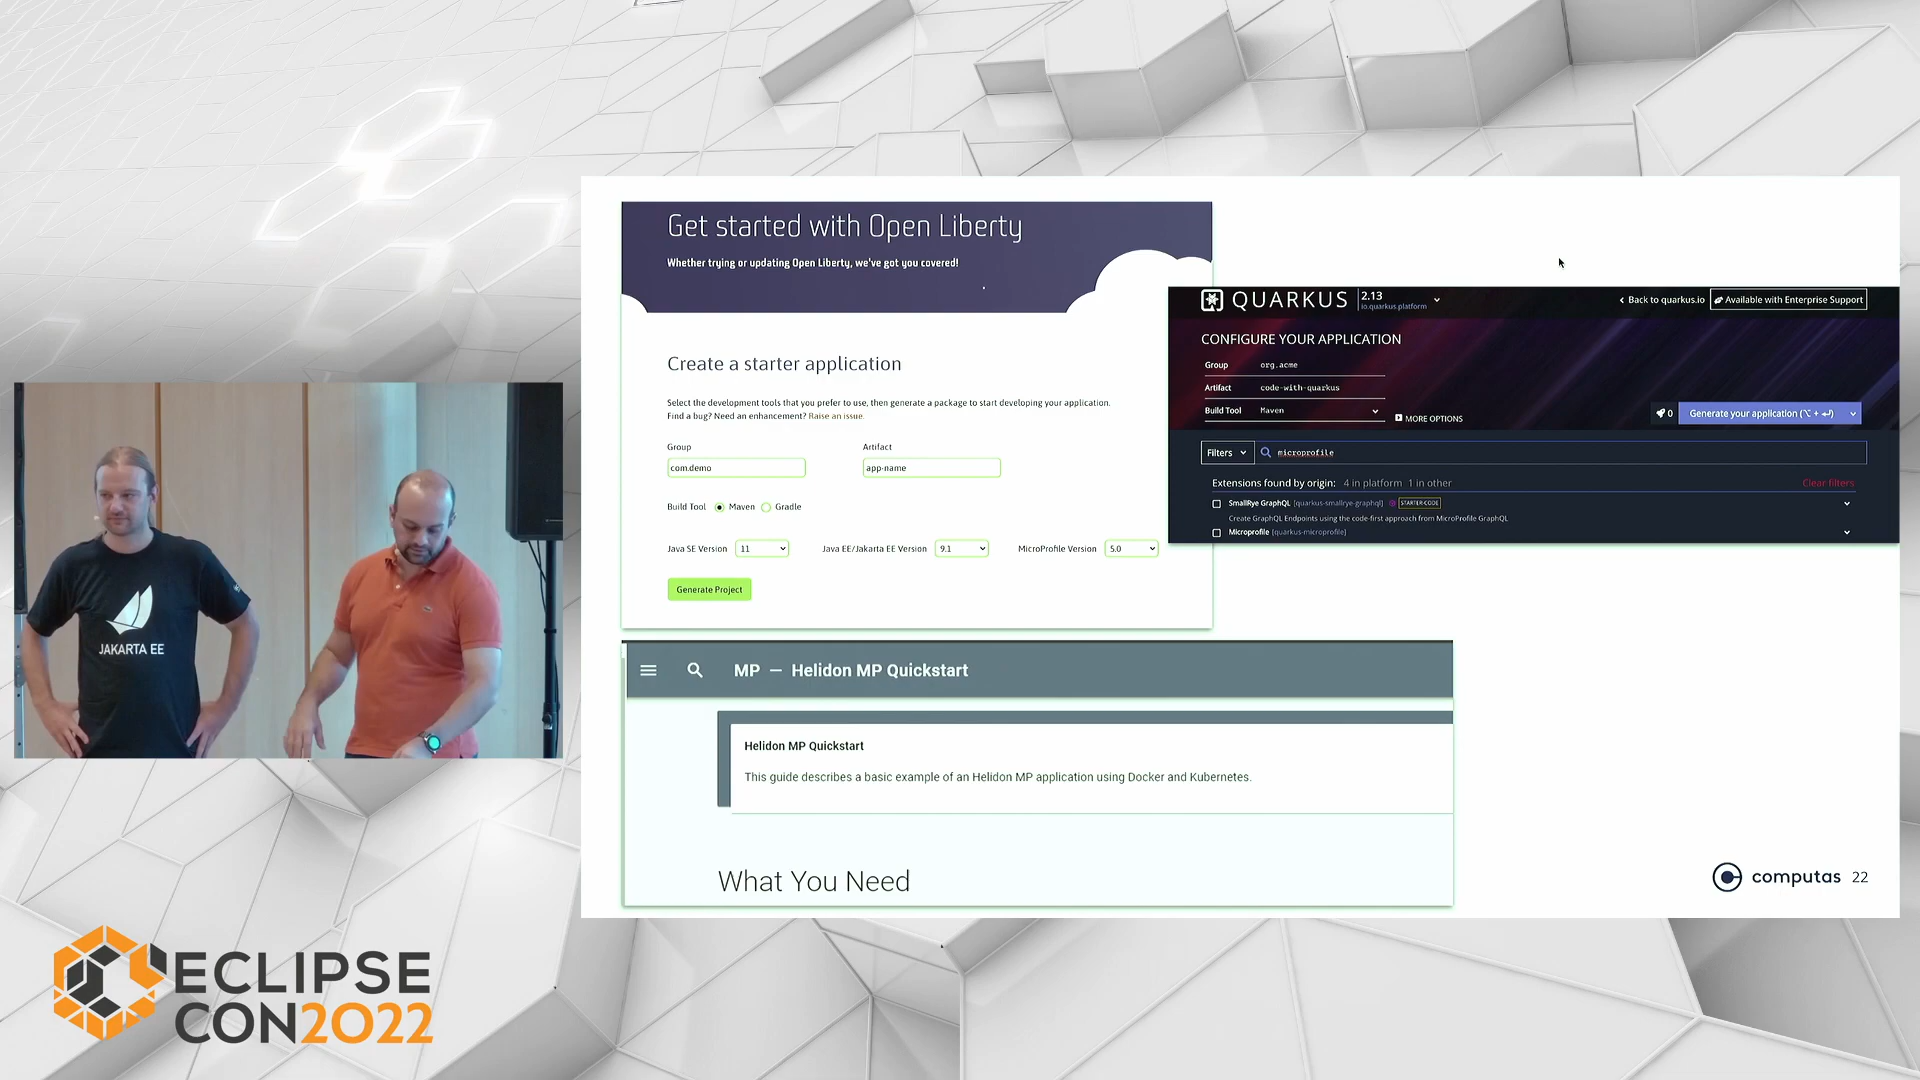 Get started with Open Liberty
Whether trying or updating Open Liberty, we've got you covered!
Create a starter application
Select the development tools that you prefer to use, then generate a package to start developing your application.
Find a bug? Need an enhancement? Raise an issue.
Group
Artifact
com.demo
app-name
Build Tool Maven Gradle
Java SE Version 11 Java EE/Jakarta EE Version 9.1 MicroProfile Version 5.0
Generate Project
QUARKUS 2.13
io.quarkus.platform
Back to quarkus.io Available with Enterprise Support
CONFIGURE YOUR APPLICATION
Group org.acme
Artifact code-with-quarkus
Build Tool Maven
MORE OPTIONS
0 Generate your application (⌥ + ⏎)
Filters microprofile
Extensions found by origin: 4 in platform 1 in other Clear filters
SmallRye GraphQL [quarkus-smallrye-graphql] STARTER-CODE
Create GraphQL Endpoints using the code-first approach from MicroProfile GraphQL
Microprofile [quarkus-microprofile]
MP — Helidon MP Quickstart
Helidon MP Quickstart
This guide describes a basic example of an Helidon MP application using Docker and Kubernetes.
What You Need
computas 22
JAKARTA EE
ECLIPSE
CON2022